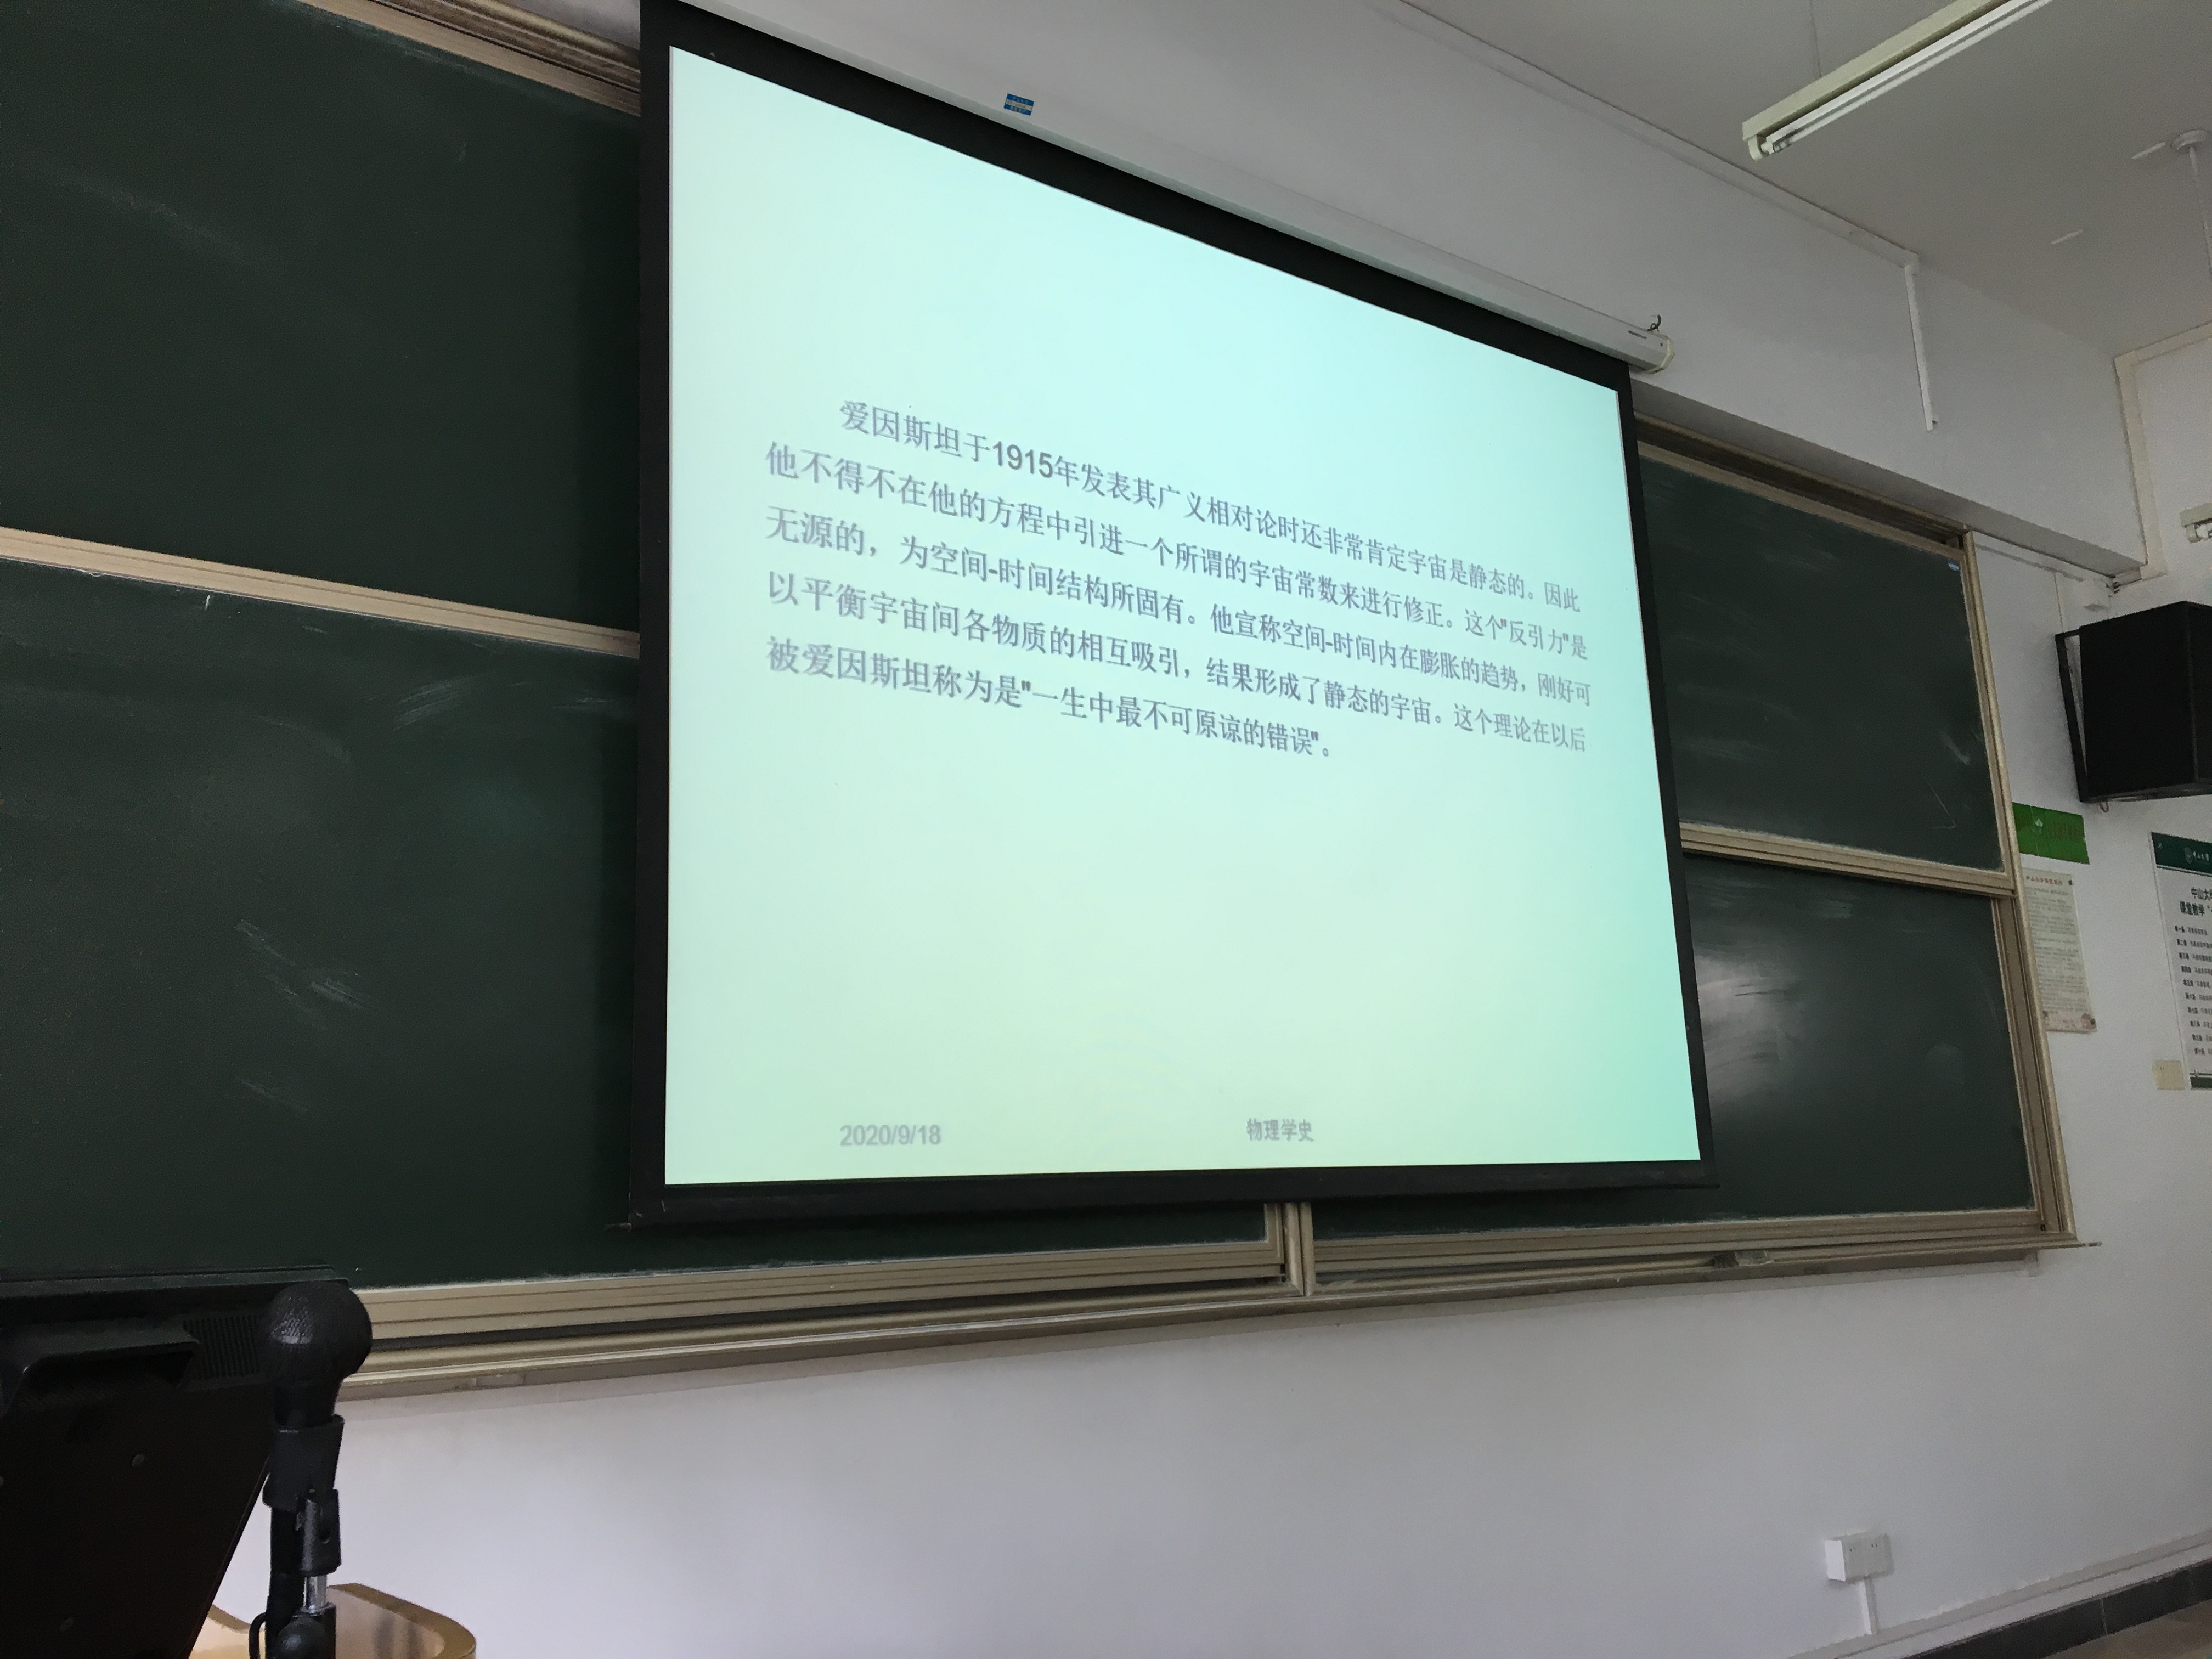 爱因斯坦于1915年发表其广义相对论时还非常肯定宇宙是静态的。因此
他不得不在他的方程中引进一个所谓的宇宙常数来进行修正。这个"反引力"是
无源的，为空间-时间结构所固有。他宣称空间-时间内在膨胀的趋势，刚好可
以平衡宇宙间各物质的相互吸引，结果形成了静态的宇宙。这个理论在以后
被爱因斯坦称为是"一生中最不可原谅的错误"。
2020/9/18
物理学史
中山大
课堂教学"